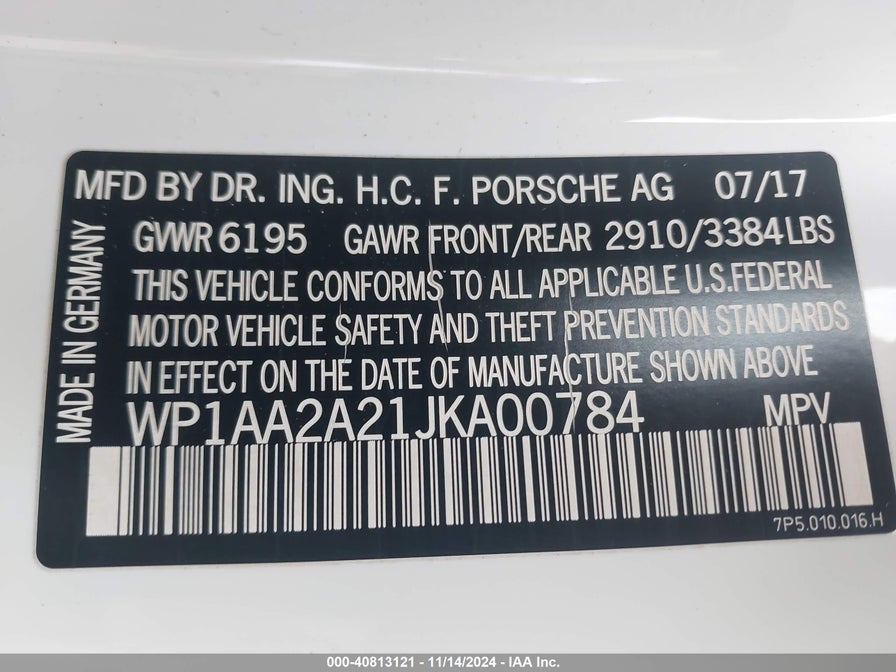 MFD BY DR. ING. H.C. F. PORSCHE AG 07/17
GVWR 6195 GAWR FRONT/REAR 2910/3384 LBS
THIS VEHICLE CONFORMS TO ALL APPLICABLE U.S.FEDERAL
MOTOR VEHICLE SAFETY AND THEFT PREVENTION STANDARDS
IN EFFECT ON THE DATE OF MANUFACTURE SHOWN ABOVE
WP1AA2A21JKA00784 MPV
MADE IN GERMANY
7P5.010.016.H
000-40813121 - 11/14/2024 - IAA Inc.